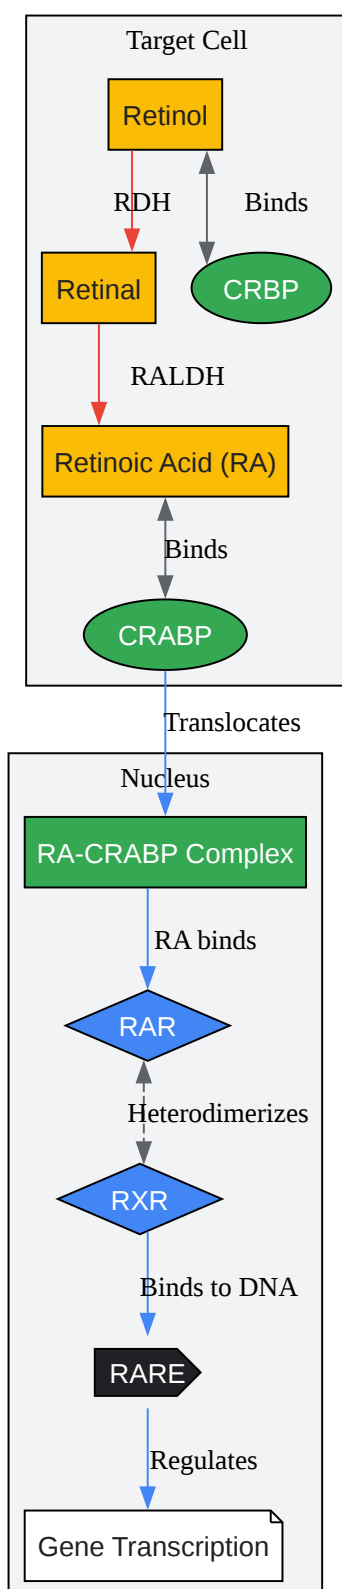 Target Cell
Retinol
RDH
Binds
Retinal
CRBP
RALDH
Retinoic Acid (RA)
Binds
CRABP
Translocates
Nucleus
RA-CRABP Complex
RA binds
RAR
Heterodimerizes
RXR
Binds to DNA
RARE
Regulates
Gene Transcription